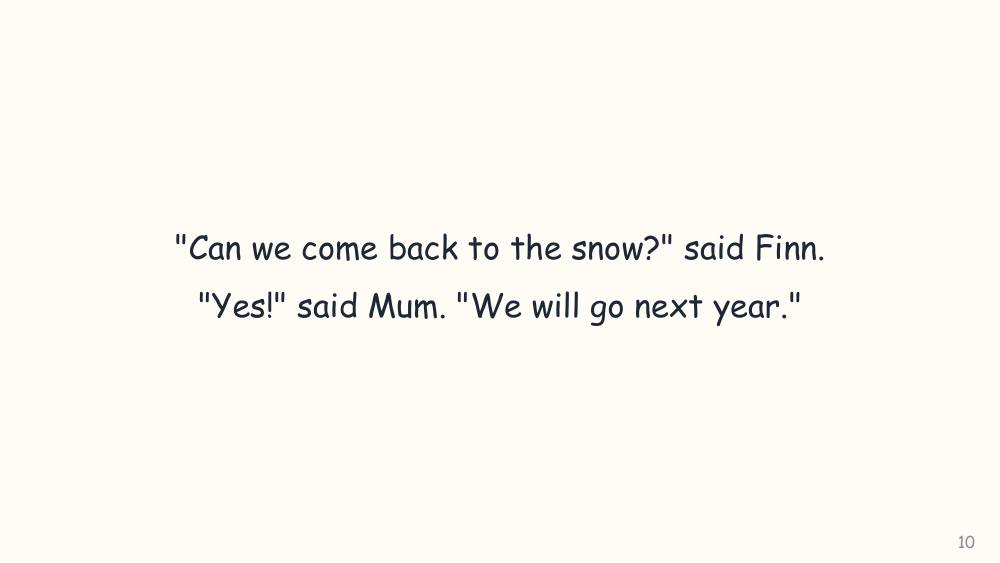 "Can we come back to the snow?" said Finn.
"Yes!" said Mum. "We will go next year."
10